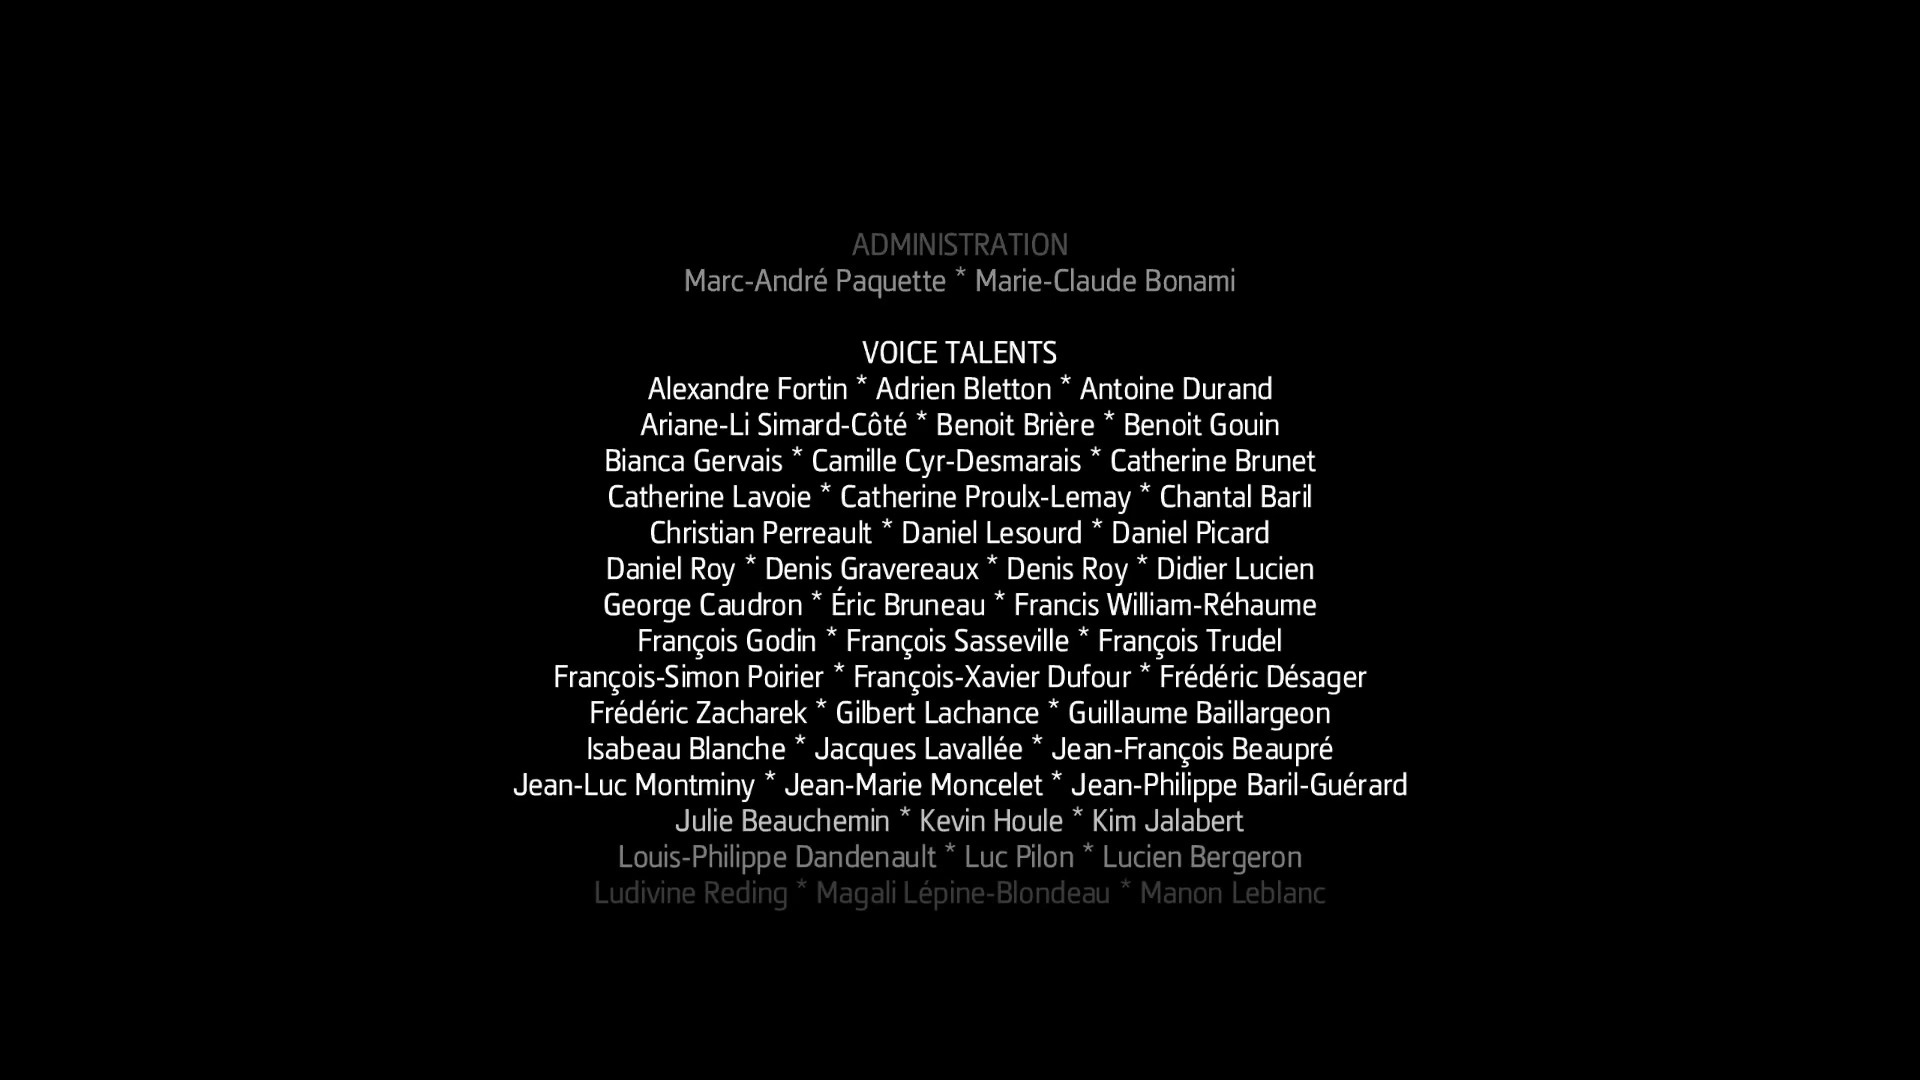 ADMINISTRATION
Marc-André Paquette * Marie-Claude Bonami
VOICE TALENTS
Alexandre Fortin * Adrien Bletton * Antoine Durand
Ariane-Li Simard-Côté * Benoit Brière * Benoit Gouin
Bianca Gervais * Camille Cyr-Desmarais * Catherine Brunet
Catherine Lavoie * Catherine Proulx-Lemay * Chantal Baril
Christian Perreault * Daniel Lesourd * Daniel Picard
Daniel Roy * Denis Gravereaux * Denis Roy * Didier Lucien
George Caudron * Éric Bruneau * Francis William-Réhaume
François Godin * François Sasseville * François Trudel
François-Simon Poirier * François-Xavier Dufour * Frédéric Désager
Frédéric Zacharek * Gilbert Lachance * Guillaume Baillargeon
Isabeau Blanche * Jacques Lavallée * Jean-François Beaupré
Jean-Luc Montminy * Jean-Marie Moncelet * Jean-Philippe Baril-Guérard
Julie Beauchemin * Kevin Houle * Kim Jalabert
Louis-Philippe Dandenault * Luc Pilon * Lucien Bergeron
Ludivine Reding * Magali Lépine-Blondeau * Manon Leblanc